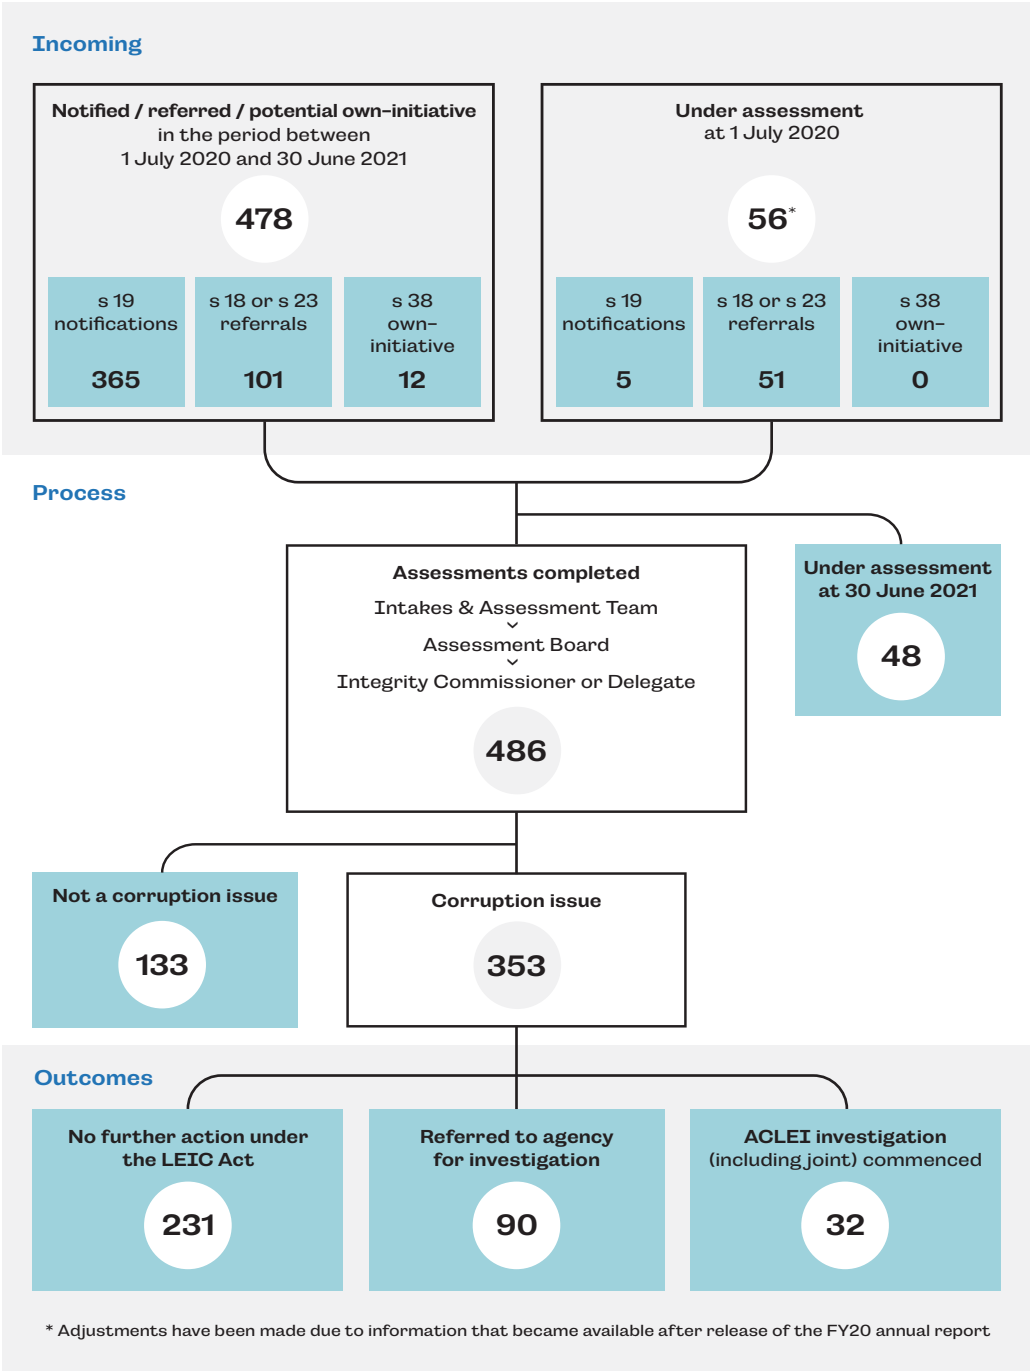 Incoming
Notified / referred / potential own-initiative
in the period between
1 July 2020 and 30 June 2021
478
s 19
notifications
365
s 18 or s 23
referrals
101
s 38
own-
initiative
12
Under assessment
at 1 July 2020
56*
s 19
notifications
5
s 18 or s 23
referrals
51
s 38
own-
initiative
0
Process
Assessments completed
Intakes & Assessment Team
Assessment Board
Integrity Commissioner or Delegate
486
Under assessment
at 30 June 2021
48
Not a corruption issue
133
Corruption issue
353
Outcomes
No further action under
the LEIC Act
231
Referred to agency
for investigation
90
ACLEI investigation
(including joint) commenced
32
* Adjustments have been made due to information that became available after release of the FY20 annual report